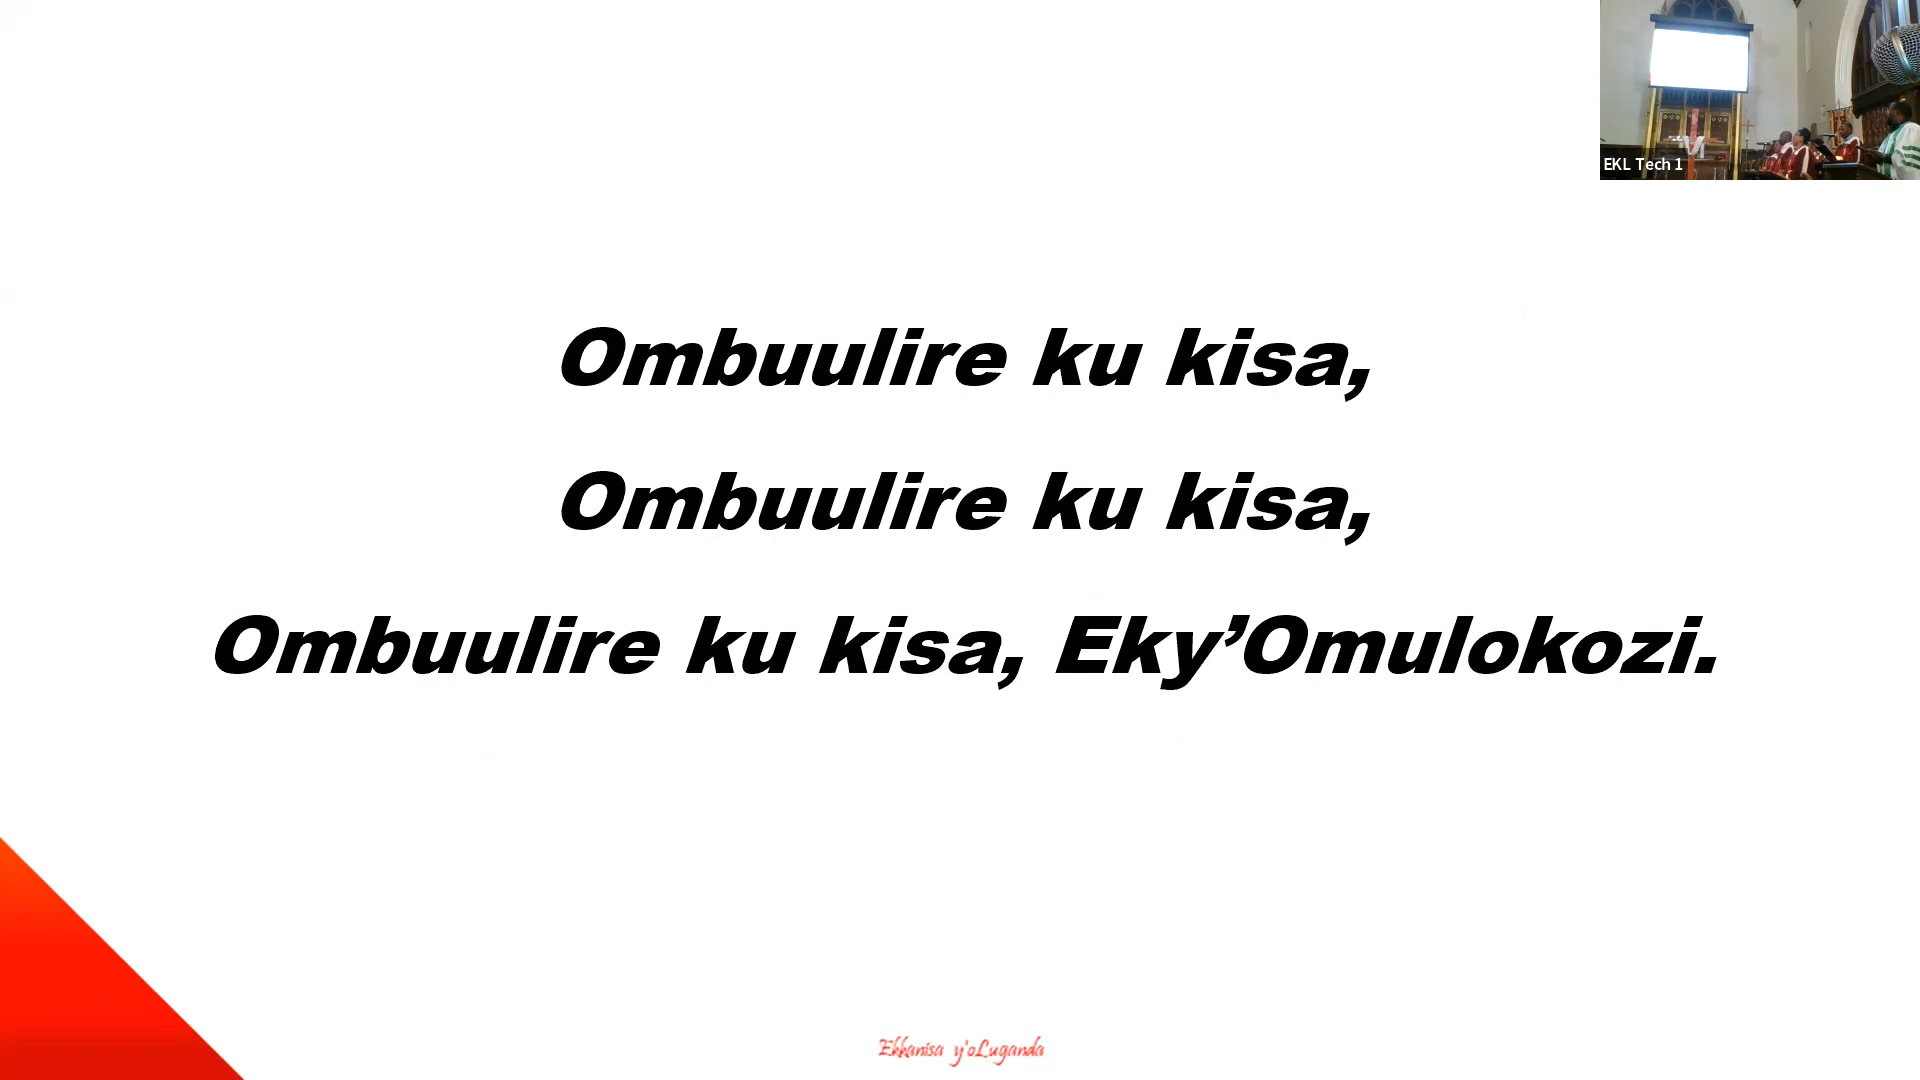 EKL Tech 1
Ombuulire ku kisa,
Ombuulire ku kisa,
Ombuulire ku kisa, Eky’Omulokozi.
Ekkanisa y'oLuganda